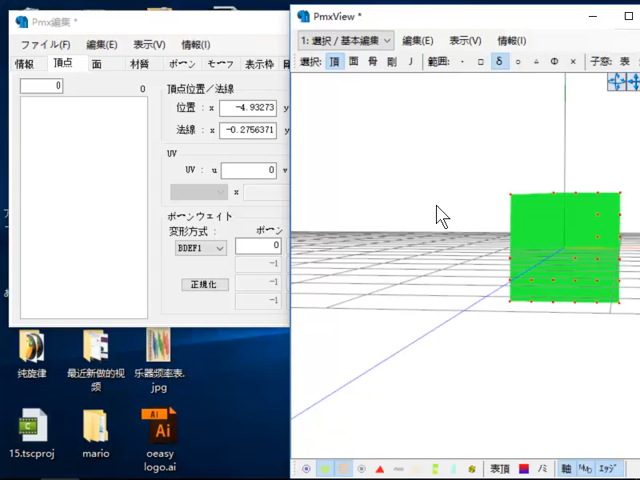 Pmx編集 *
ファイル(F) 編集(E) 表示(V) 情報(I)
情報 頂点 面 材質 ボーン モーフ 表示枠
0 0
頂点位置／法線
位置: x -4.93273 y
法線: x -0.2756371 y
UV
UV: u 0 v
x
ボーンウェイト
変形方式: ボーン
BDEF1 0
-1
正規化 -1
-1
PmxView *
1: 選択 / 基本編集 編集(E) 表示(V) 情報(I)
選択: 頂 面 骨 剛 J 範囲: δ Φ × 子窓: 表
表頂 ﾉﾐ 軸 ｴｯｼﾞ
纯旋律
最近新做的视
频
乐器频率表.
jpg
15.tscproj
mario
Ai
oeasy
logo.ai